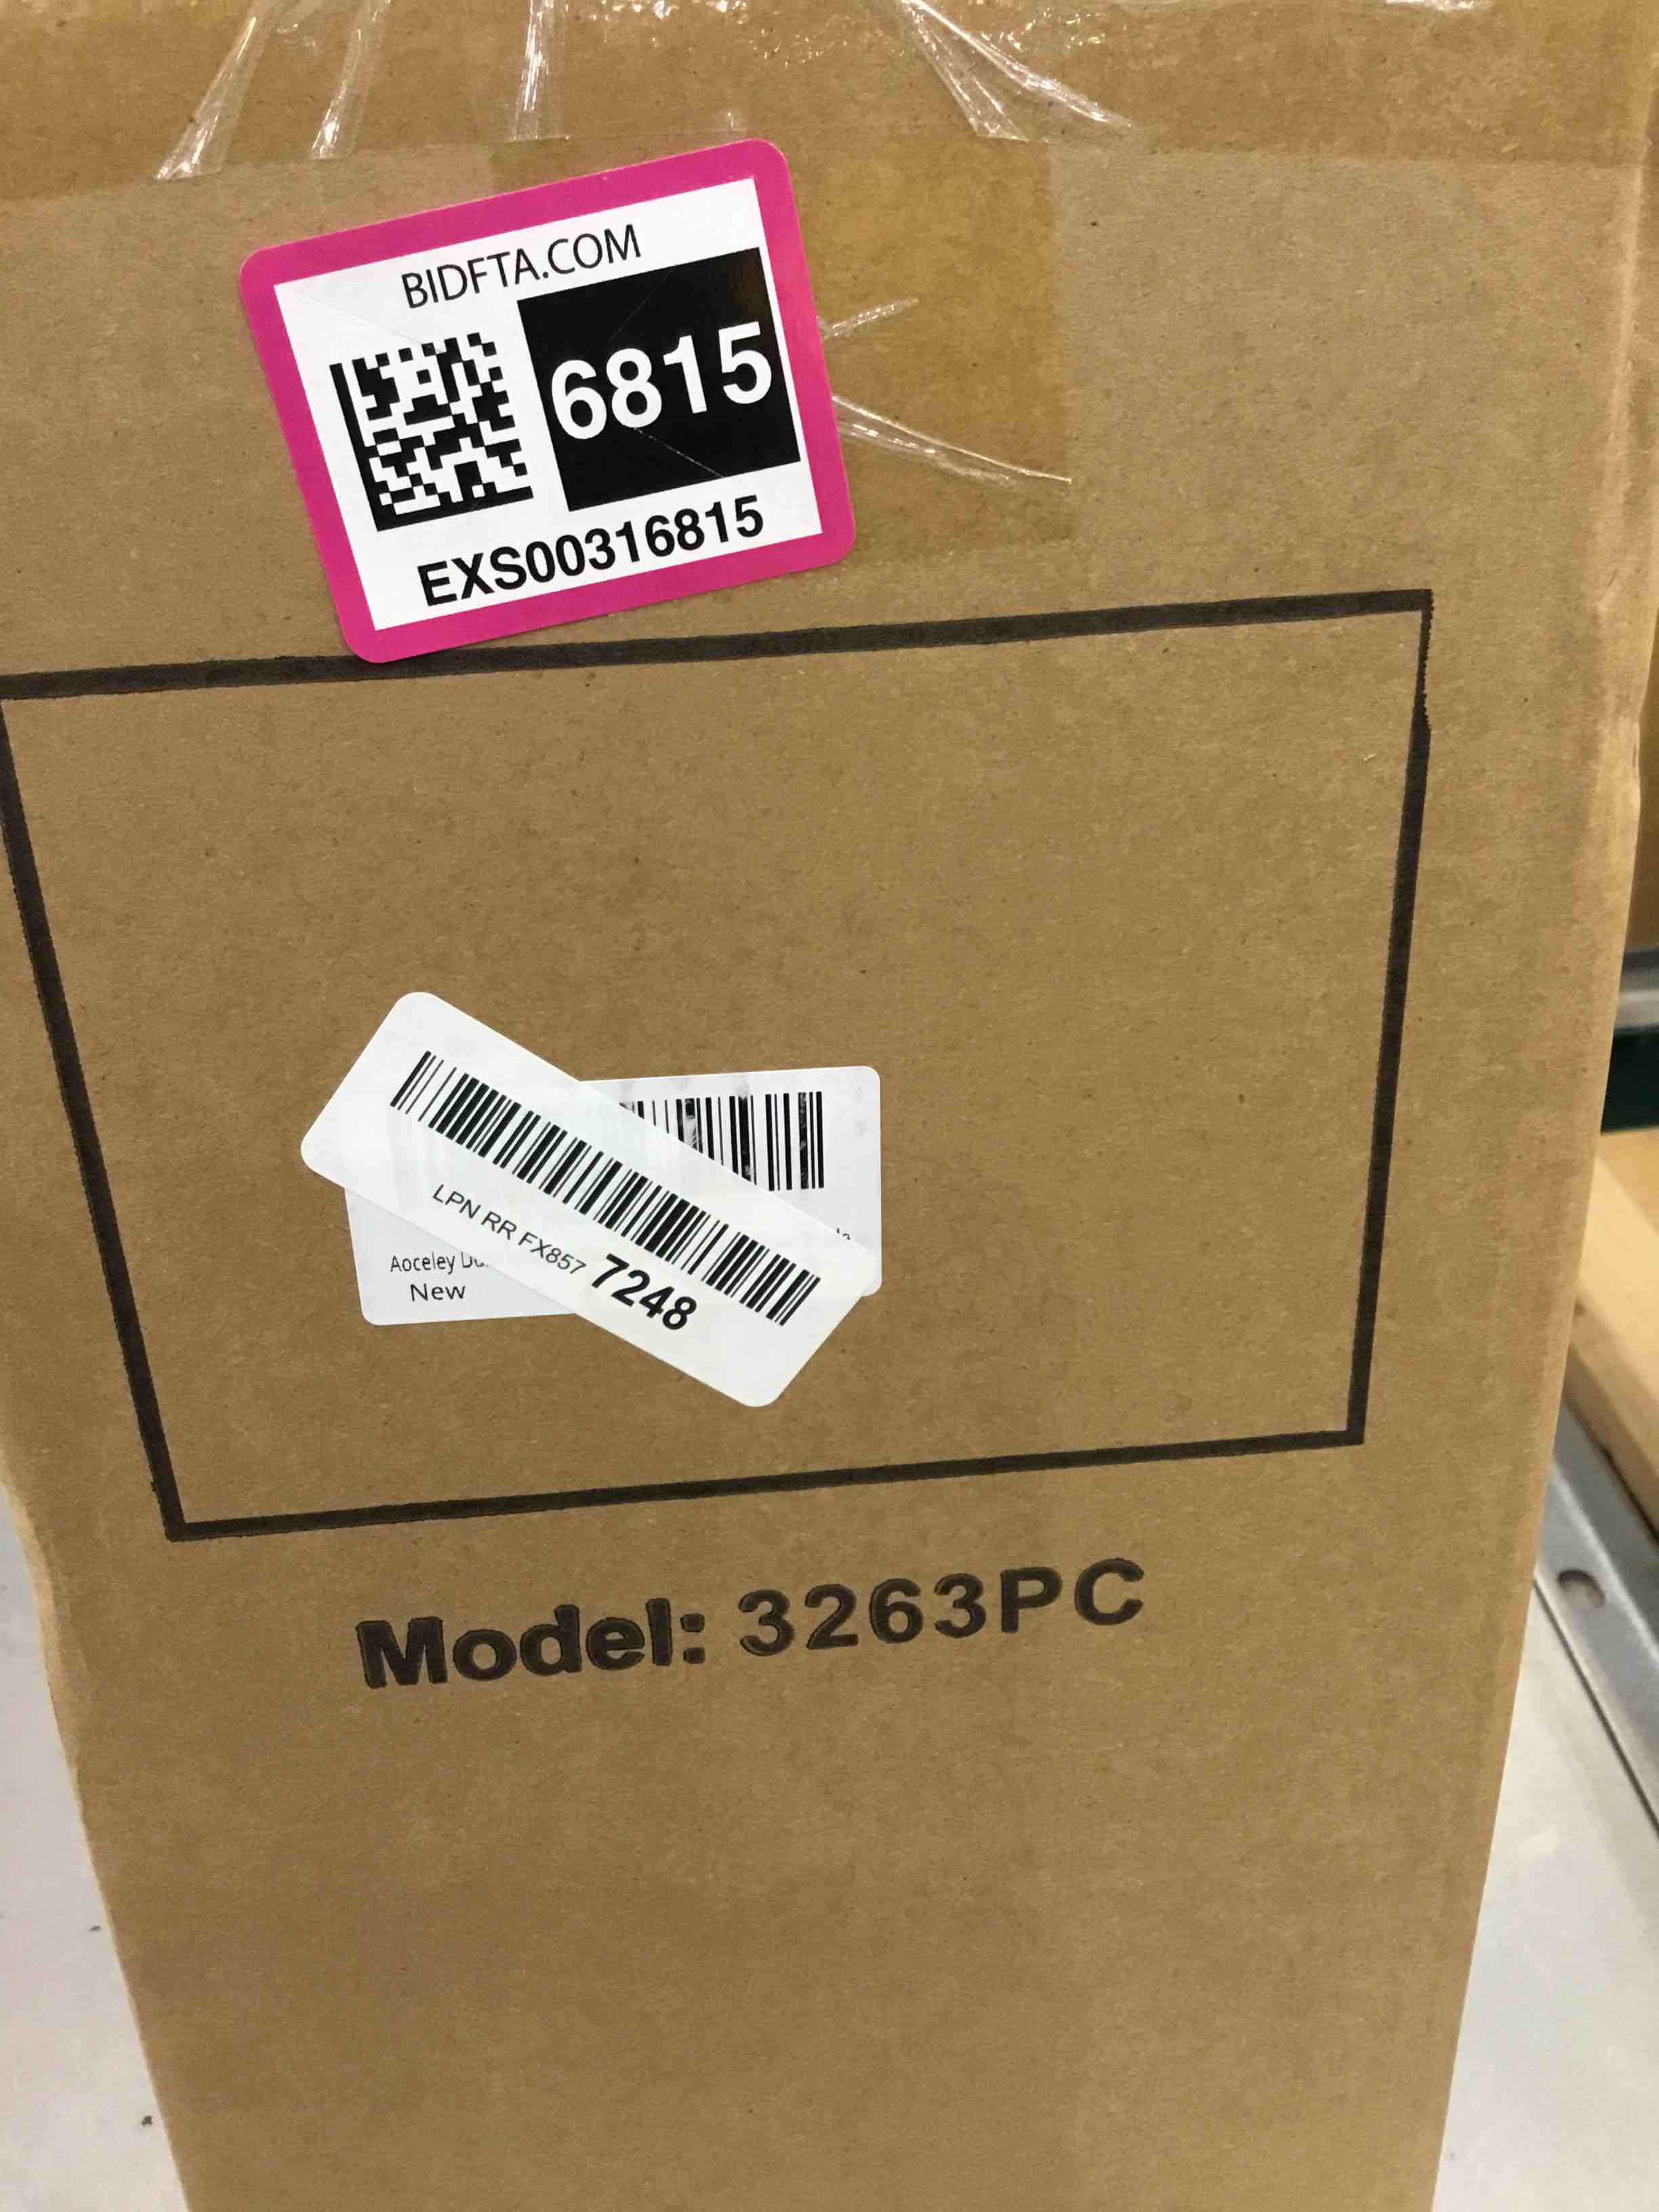 BIDFTA.COM
6815
EXS00316815
LPN RR FX857 7248
Aoceley
New
Model: 3263PC